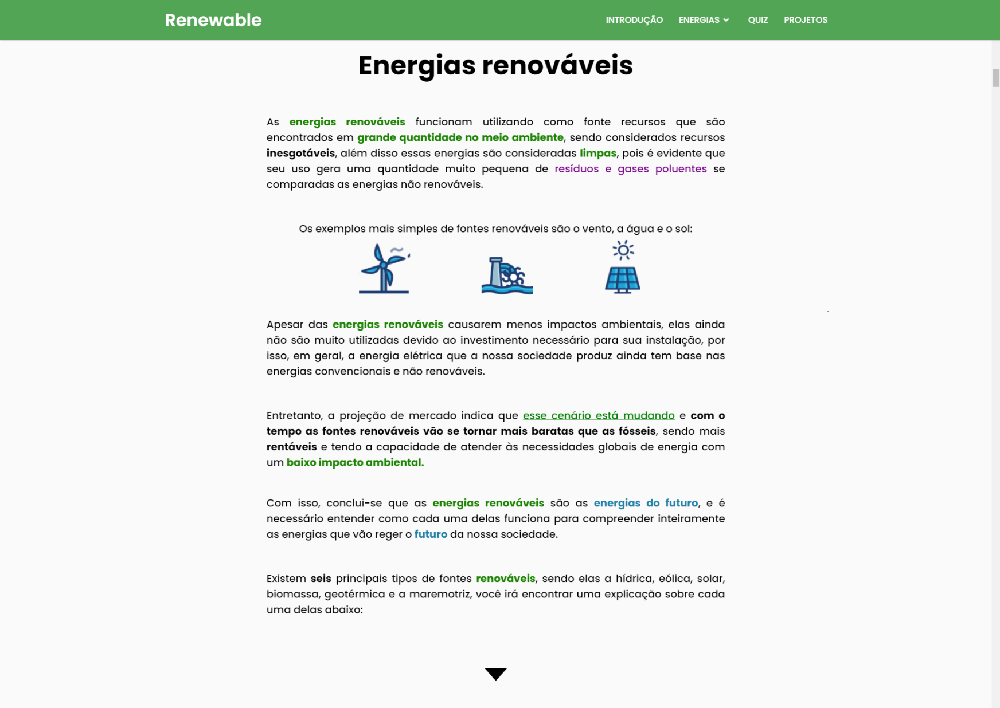 Renewable
INTRODUÇÃO
ENERGIAS
QUIZ
PROJETOS
Energias renováveis
As energias renováveis funcionam utilizando como fonte recursos que são
encontrados em grande quantidade no meio ambiente, sendo considerados recursos
inesgotáveis, além disso essas energias são consideradas limpas, pois é evidente que
seu uso gera uma quantidade muito pequena de resíduos e gases poluentes se
comparadas as energias não renováveis.
Os exemplos mais simples de fontes renováveis são o vento, a água e o sol:
Apesar das energias renováveis causarem menos impactos ambientais, elas ainda
não são muito utilizadas devido ao investimento necessário para sua instalação, por
isso, em geral, a energia elétrica que a nossa sociedade produz ainda tem base nas
energias convencionais e não renováveis.
Entretanto, a projeção de mercado indica que esse cenário está mudando e com o
tempo as fontes renováveis vão se tornar mais baratas que as fósseis, sendo mais
rentáveis e tendo a capacidade de atender às necessidades globais de energia com
um baixo impacto ambiental.
Com isso, conclui-se que as energias renováveis são as energias do futuro, e é
necessário entender como cada uma delas funciona para compreender inteiramente
as energias que vão reger o futuro da nossa sociedade.
Existem seis principais tipos de fontes renováveis, sendo elas a hídrica, eólica, solar,
biomassa, geotérmica e a maremotriz, você irá encontrar uma explicação sobre cada
uma delas abaixo: